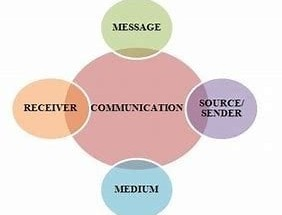 MESSAGE
RECEIVER
COMMUNICATION
SOURCE/
SENDER
MEDIUM